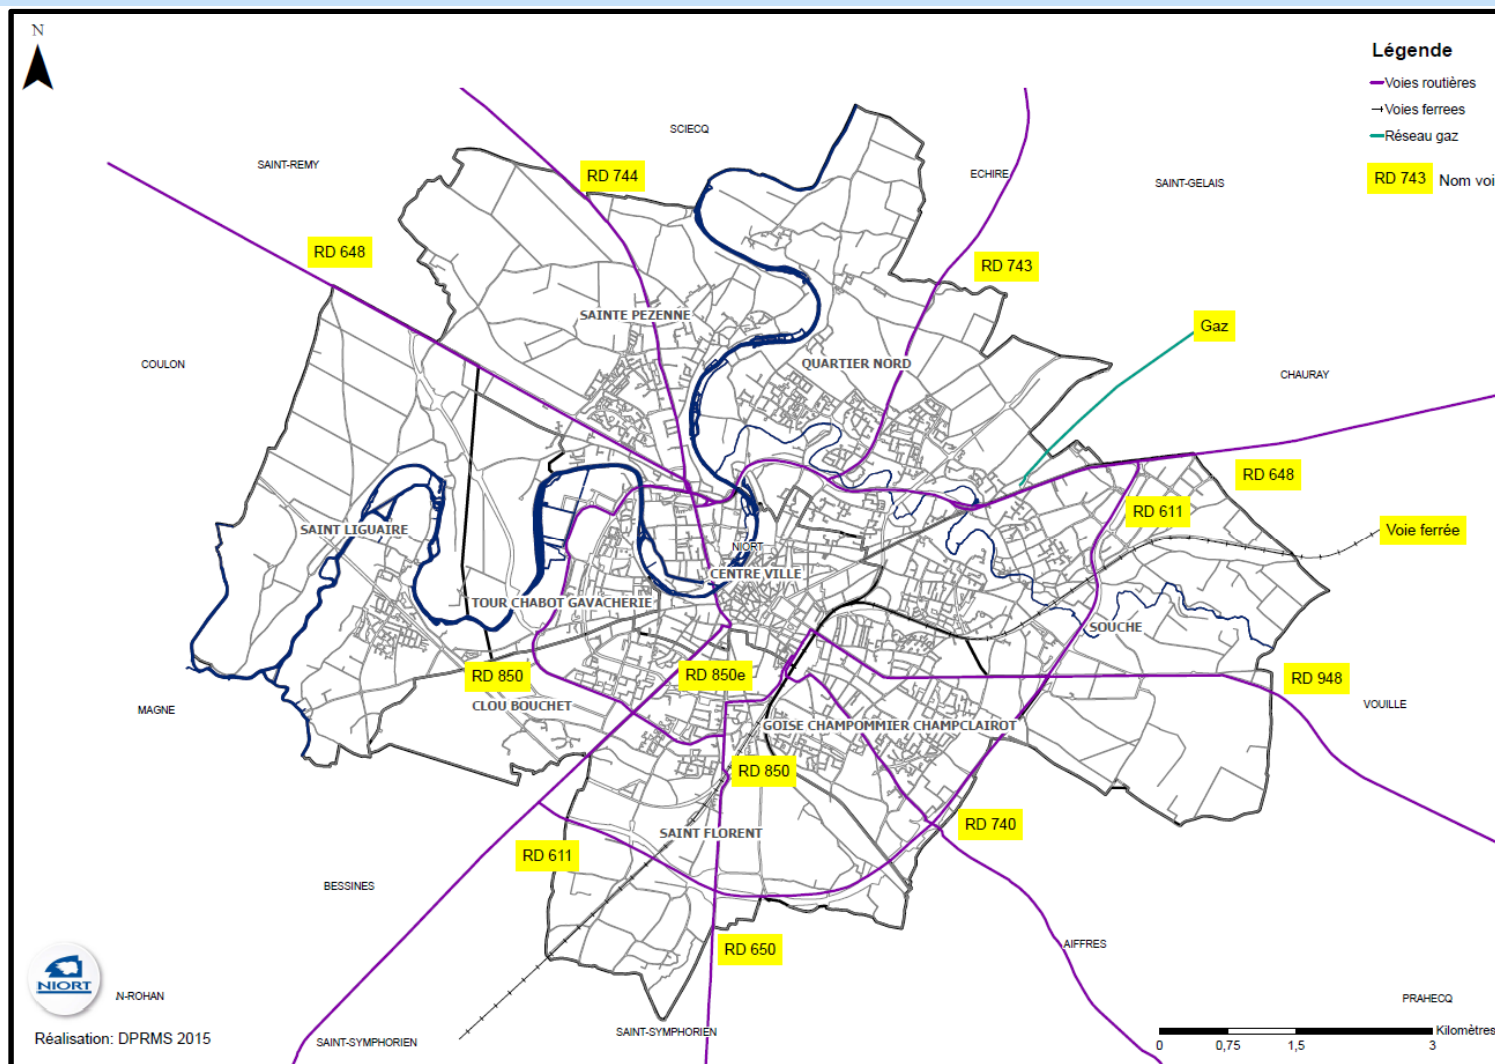 N
Légende
Voies routières
Voies ferrees
Réseau gaz
RD 743 Nom voi
SCIECQ
SAINT-REMY
RD 744
ECHIRE
SAINT-GELAIS
RD 648
RD 743
SAINTE PEZENNE
Gaz
QUARTIER NORD
COULON
CHAURAY
RD 648
RD 611
SAINT LIGUAIRE
Voie ferrée
NIORT
CENTRE VILLE
TOUR CHABOT GAVACHERIE
SOUCHE
RD 850
RD 850e
RD 948
CLOU BOUCHET
VOUILLE
MAGNE
GOISE CHAMPOMMIER CHAMPCLAIROT
RD 850
RD 740
SAINT FLORENT
RD 611
BESSINES
AIFFRES
RD 650
NIORT
N-ROHAN
PRAHECQ
Réalisation: DPRMS 2015
SAINT-SYMPHORIEN
SAINT-SYMPHORIEN
Kilomètres
0 0,75 1,5 3